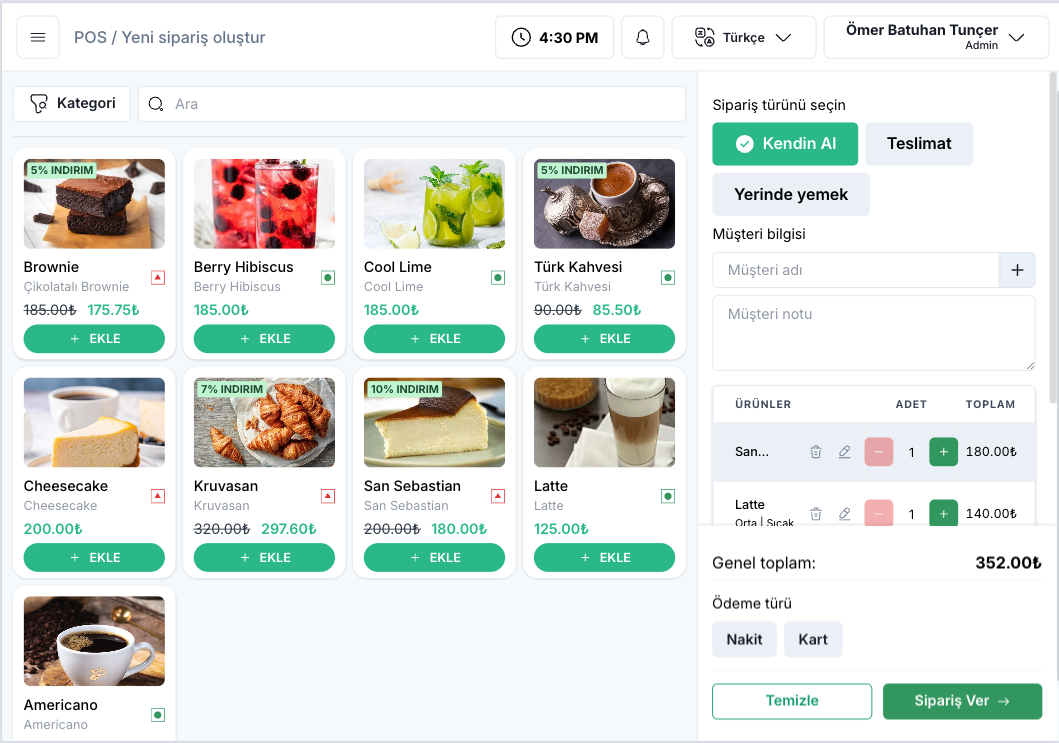 POS / Yeni sipariş oluştur
4:30 PM
Türkçe
Ömer Batuhan Tunçer
Admin
Kategori
Ara
5% INDIRIM
Brownie
Çikolatalı Brownie
185.00₺ 175.75₺
+ EKLE
Berry Hibiscus
Berry Hibiscus
185.00₺
+ EKLE
Cool Lime
Cool Lime
185.00₺
+ EKLE
5% INDIRIM
Türk Kahvesi
Türk Kahvesi
90.00₺ 85.50₺
+ EKLE
Cheesecake
Cheesecake
200.00₺
+ EKLE
7% INDIRIM
Kruvasan
Kruvasan
320.00₺ 297.60₺
+ EKLE
10% INDIRIM
San Sebastian
San Sebastian
200.00₺ 180.00₺
+ EKLE
Latte
Latte
125.00₺
+ EKLE
Americano
Americano
Sipariş türünü seçin
Kendin Al
Teslimat
Yerinde yemek
Müşteri bilgisi
Müşteri adı
+
Müşteri notu
ÜRÜNLER ADET TOPLAM
San... − 1 + 180.00₺
Latte
Orta | Sıcak
− 1 + 140.00₺
Genel toplam: 352.00₺
Ödeme türü
Nakit
Kart
Temizle
Sipariş Ver →